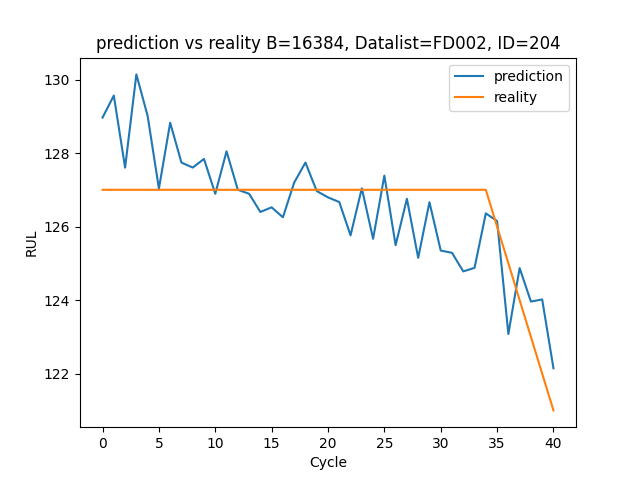 prediction vs reality B=16384, Datalist=FD002, ID=204
prediction
reality
RUL
130
128
126
124
122
0 5 10 15 20 25 30 35 40
Cycle